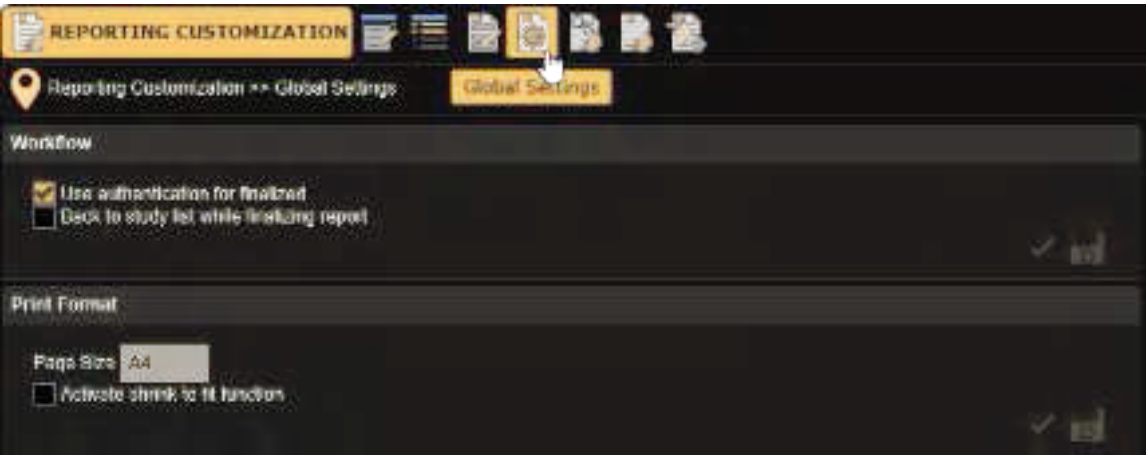 REPORTING CUSTOMIZATION
Reporting Customization >> Global Settings
Global Settings
Workflow
Use authentication for finalized
Back to study list while finalizing report
Print Format
Page Size A4
Activate shrink to fit function